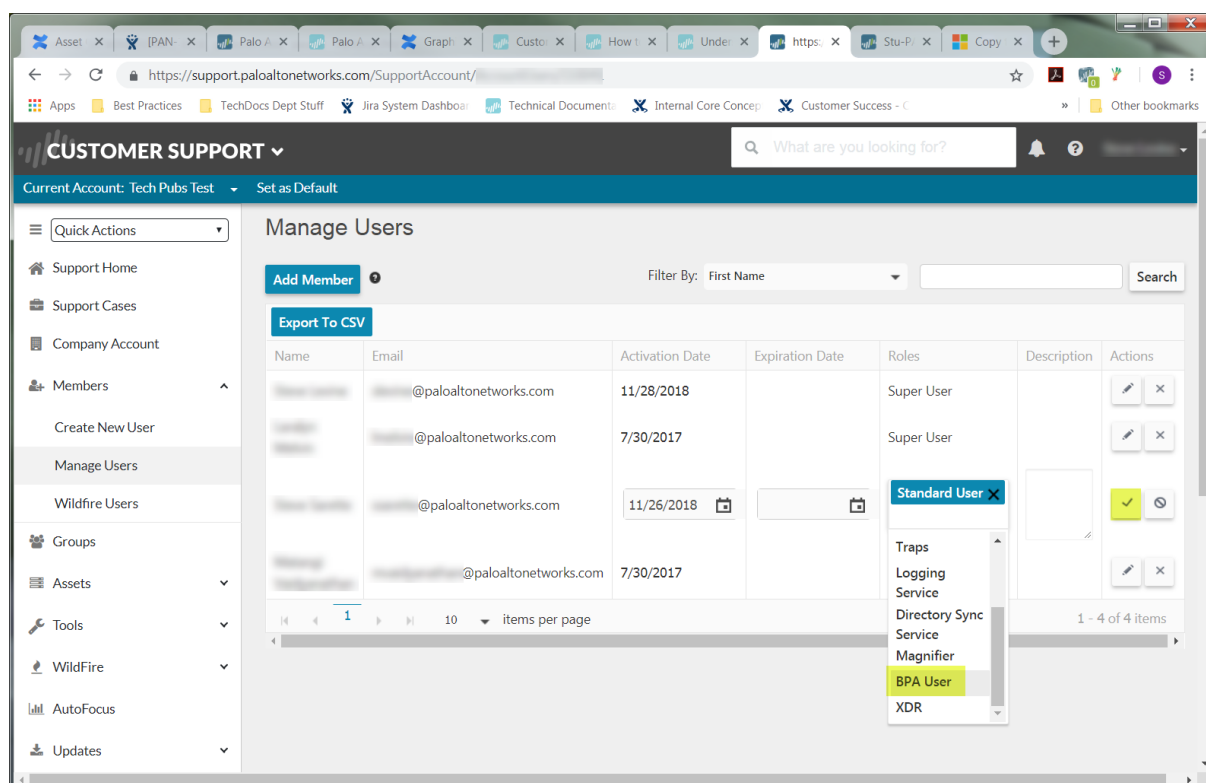 Asset
[PAN-
Palo A
Palo A
Graph
Custo
How t
Under
https:/
Stu-P
Copy
https://support.paloaltonetworks.com/SupportAccount/
S
Apps
Best Practices
TechDocs Dept Stuff
Jira System Dashboar
Technical Documenta
Internal Core Concep
Customer Success - C
»
Other bookmarks
CUSTOMER SUPPORT
What are you looking for?
Current Account: Tech Pubs Test
Set as Default
Quick Actions
Manage Users
Support Home
Add Member
Filter By: First Name
Search
Support Cases
Export To CSV
Company Account
Name Email Activation Date Expiration Date Roles Description Actions
Members
@paloaltonetworks.com 11/28/2018 Super User
Create New User
@paloaltonetworks.com 7/30/2017 Super User
Manage Users
Wildfire Users
@paloaltonetworks.com 11/26/2018 Standard User
Groups
Traps
Logging
Service
@paloaltonetworks.com 7/30/2017
Assets
Directory Sync
Service
1 10 items per page 1 - 4 of 4 items
Tools
Magnifier
WildFire
BPA User
XDR
AutoFocus
Updates